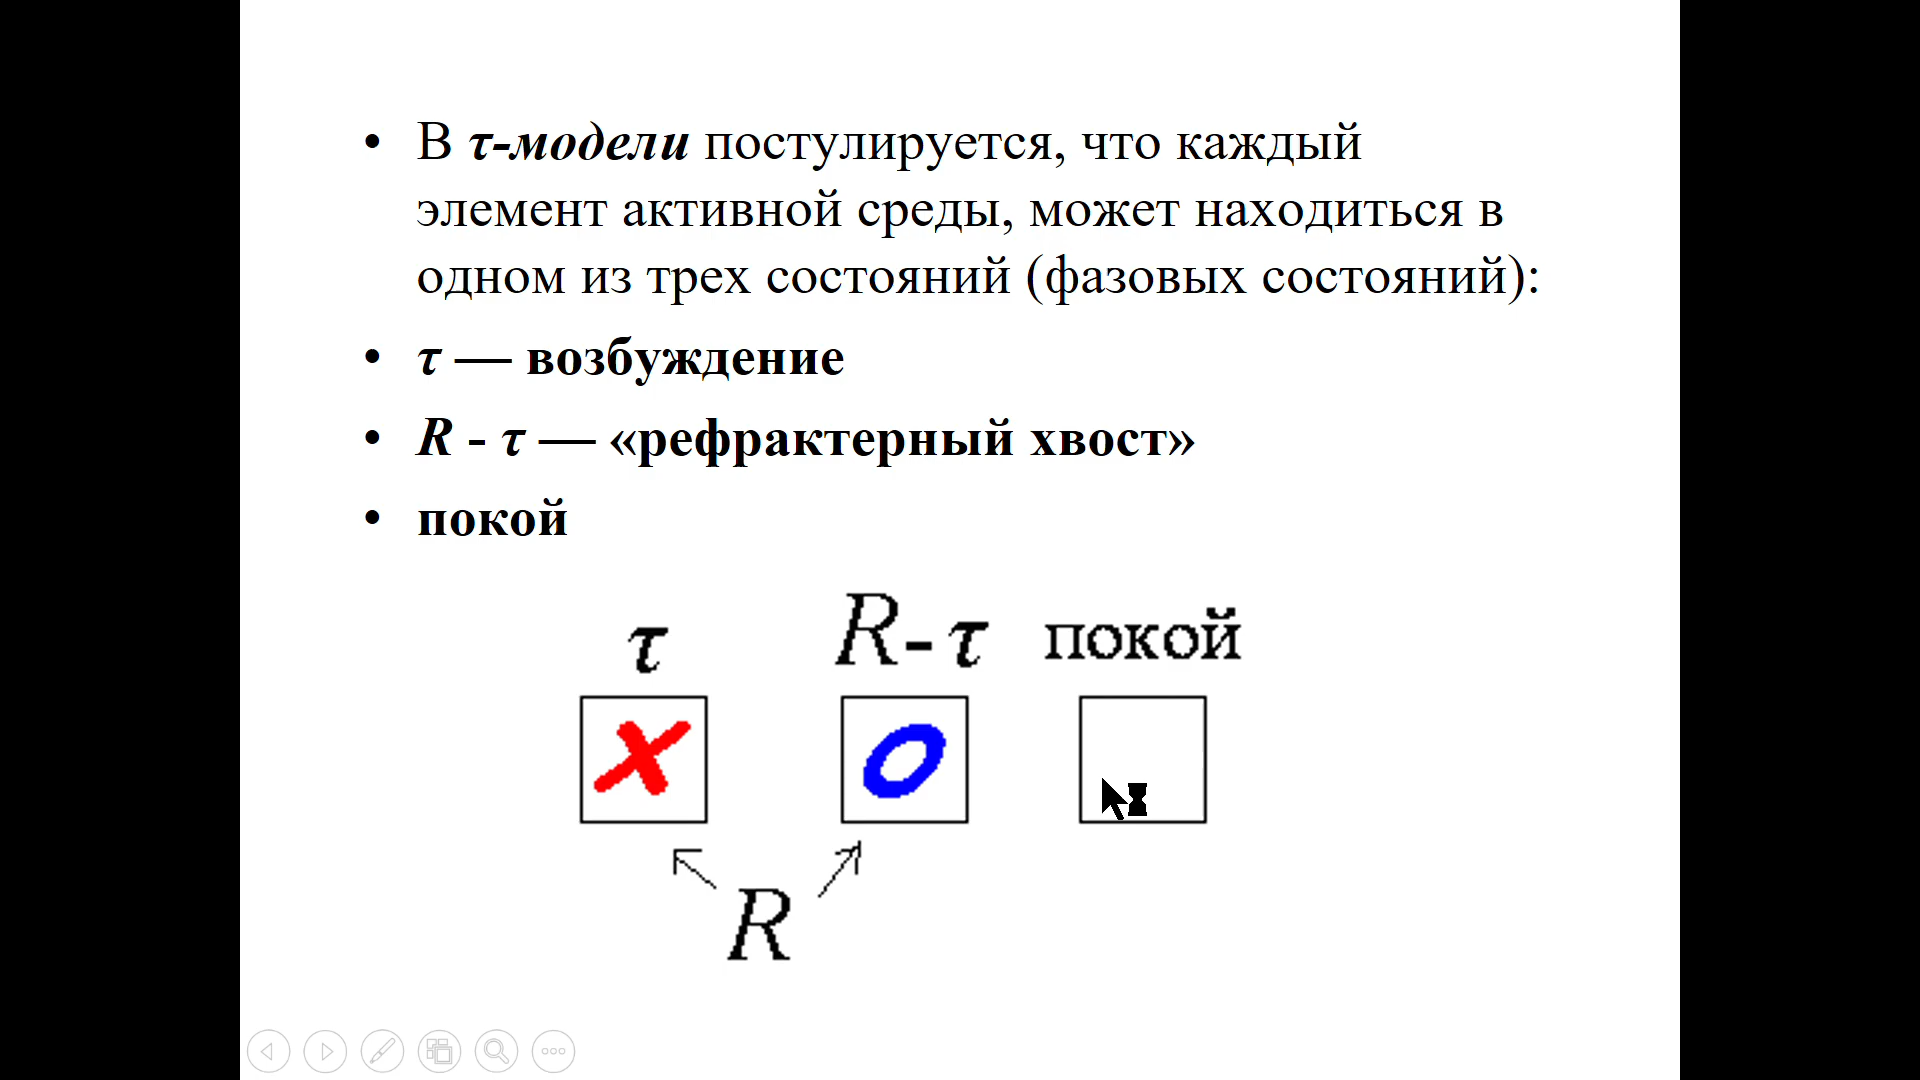 • В τ-модели постулируется, что каждый
элемент активной среды, может находиться в
одном из трех состояний (фазовых состояний):
• τ — возбуждение
• R - τ — «рефрактерный хвост»
• покой
τ R-τ покой
R